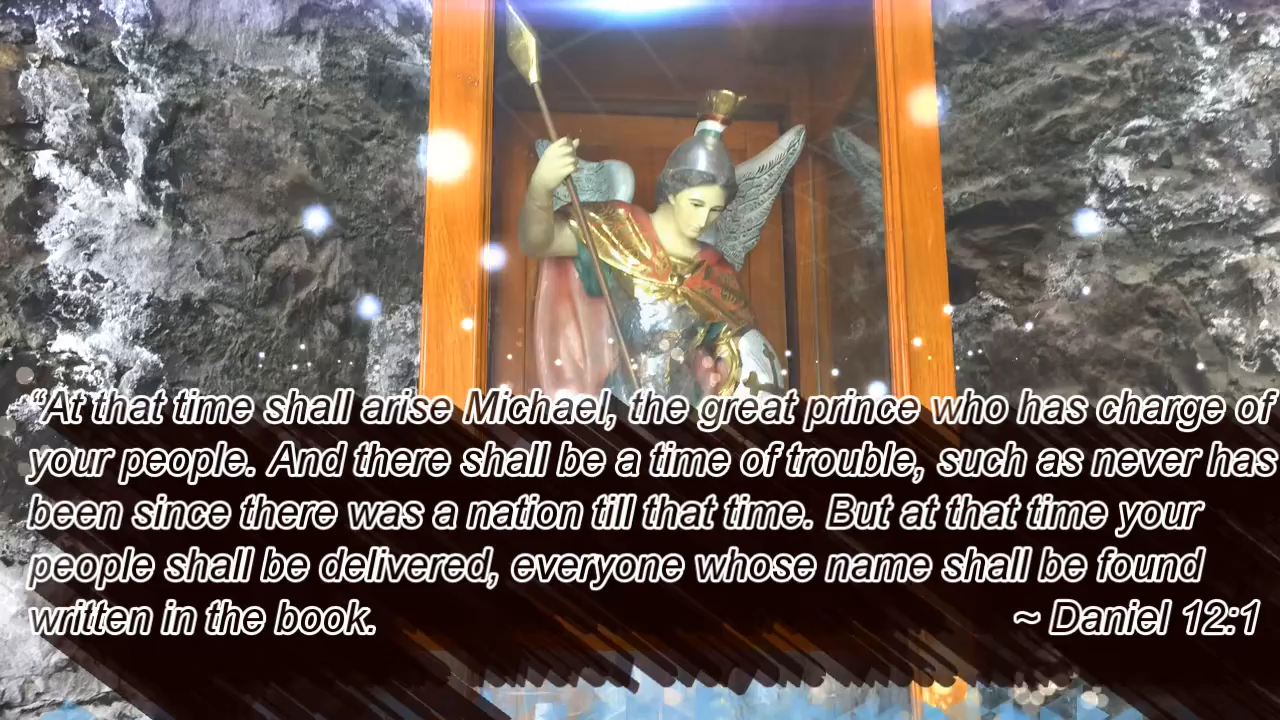 “At that time shall arise Michael, the great prince who has charge of
your people. And there shall be a time of trouble, such as never has
been since there was a nation till that time. But at that time your
people shall be delivered, everyone whose name shall be found
written in the book. ~ Daniel 12:1